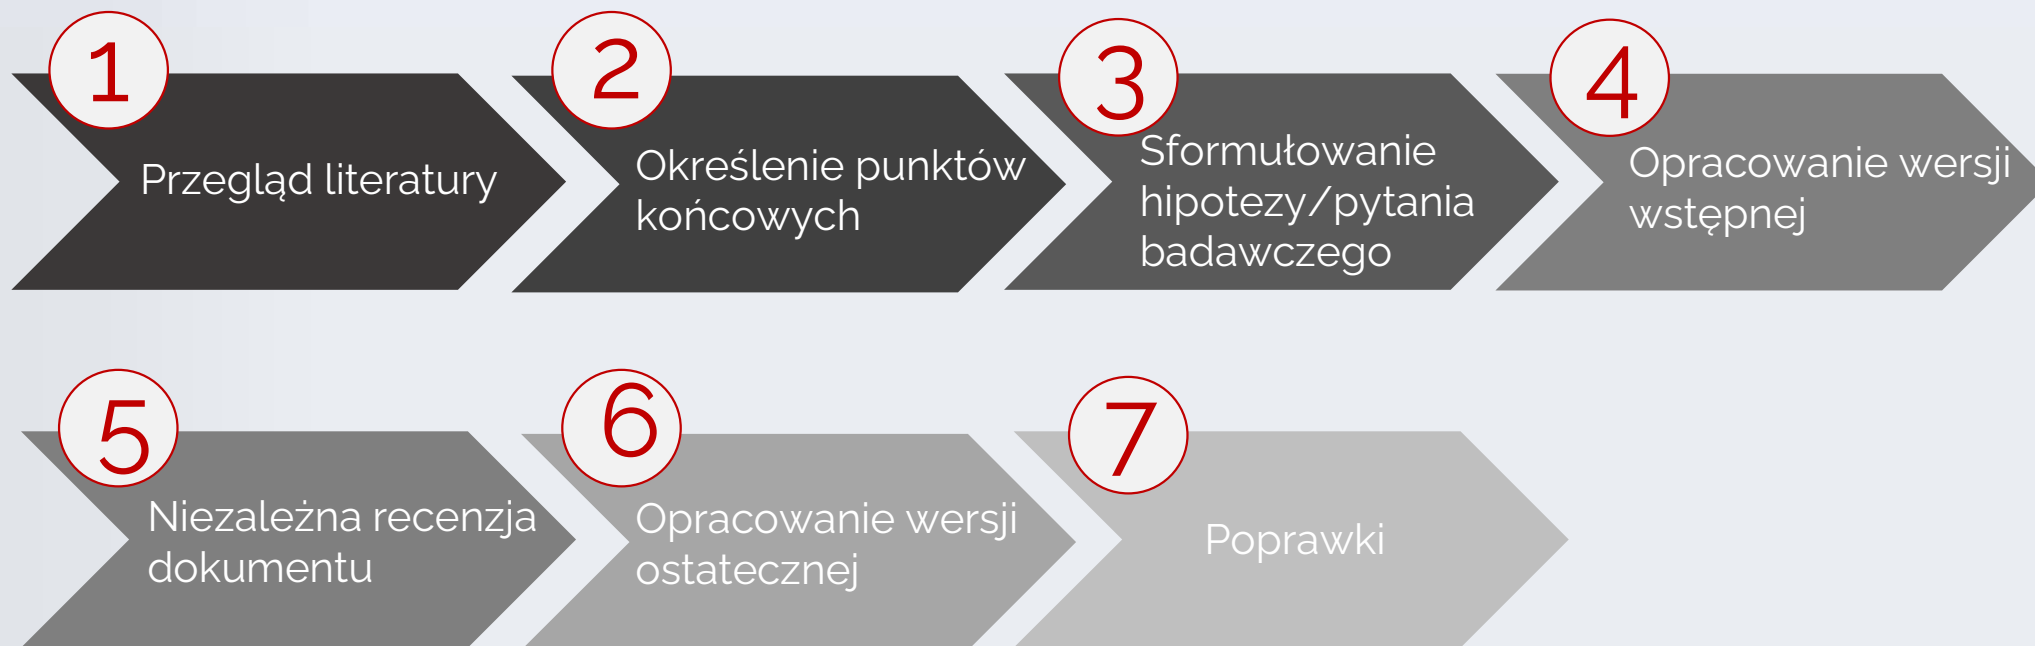 1
Przegląd literatury
2
Określenie punktów
końcowych
3
Sformułowanie
hipotezy/pytania
badawczego
4
Opracowanie wersji
wstępnej
5
Niezależna recenzja
dokumentu
6
Opracowanie wersji
ostatecznej
7
Poprawki